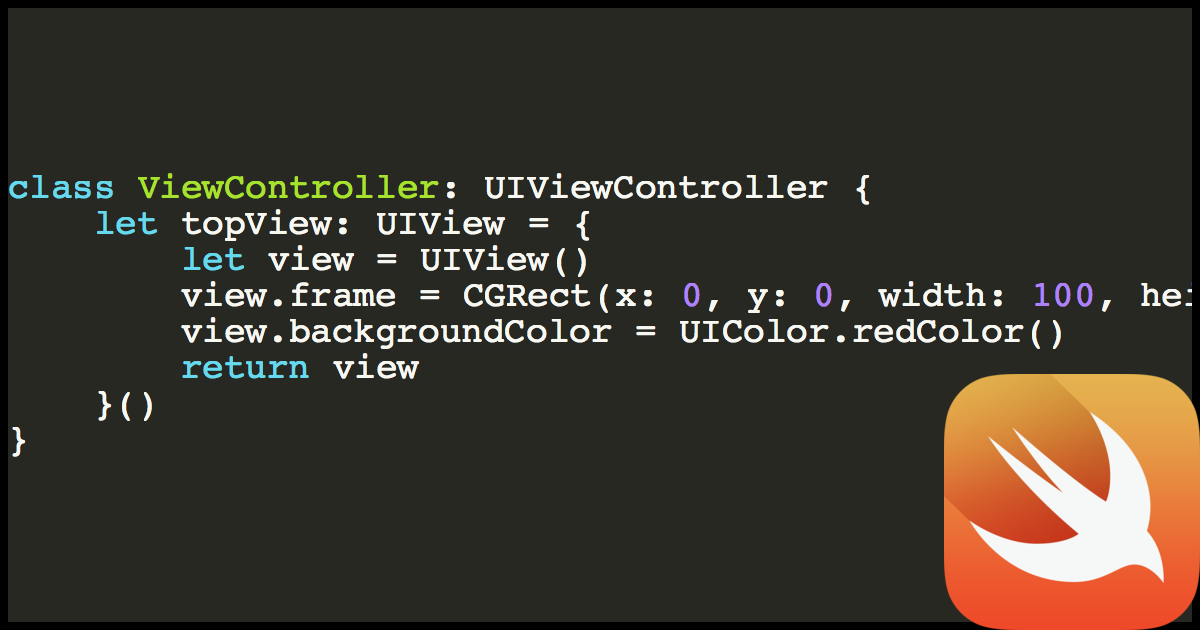 class ViewController: UIViewController {
let topView: UIView = {
let view = UIView()
view.frame = CGRect(x: 0, y: 0, width: 100,
view.backgroundColor = UIColor.redColor()
return view
}()
}